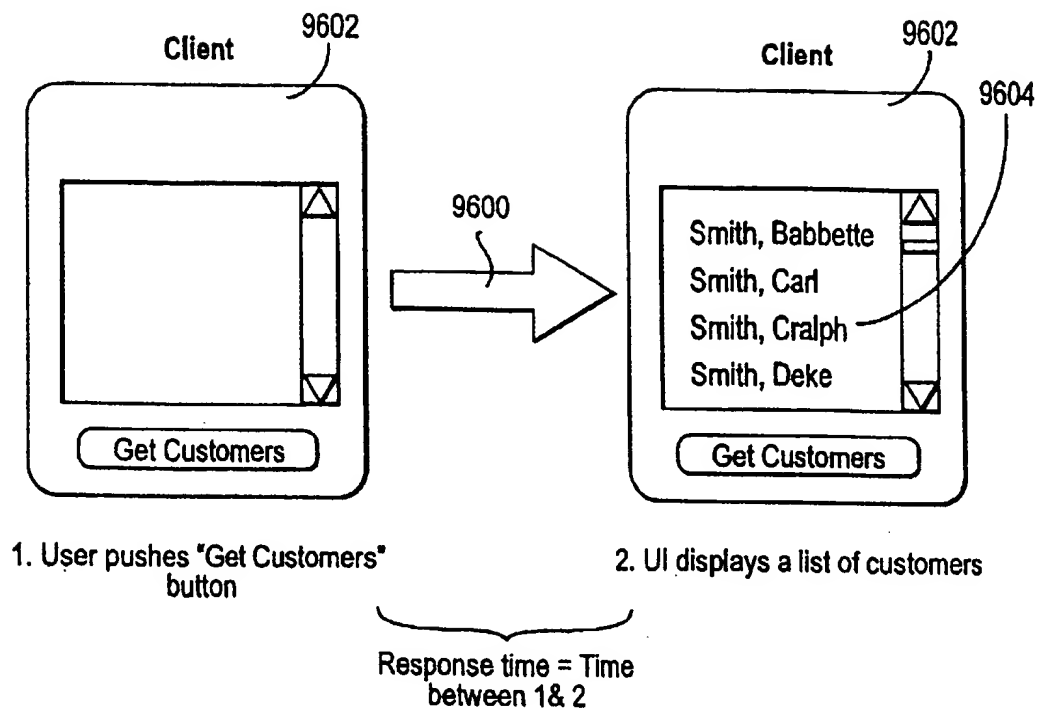 Client
9602
Get Customers
1. User pushes "Get Customers"
button
9600
Client
9602
9604
Smith, Babbette
Smith, Carl
Smith, Cralph
Smith, Deke
Get Customers
2. UI displays a list of customers
Response time = Time
between 1& 2